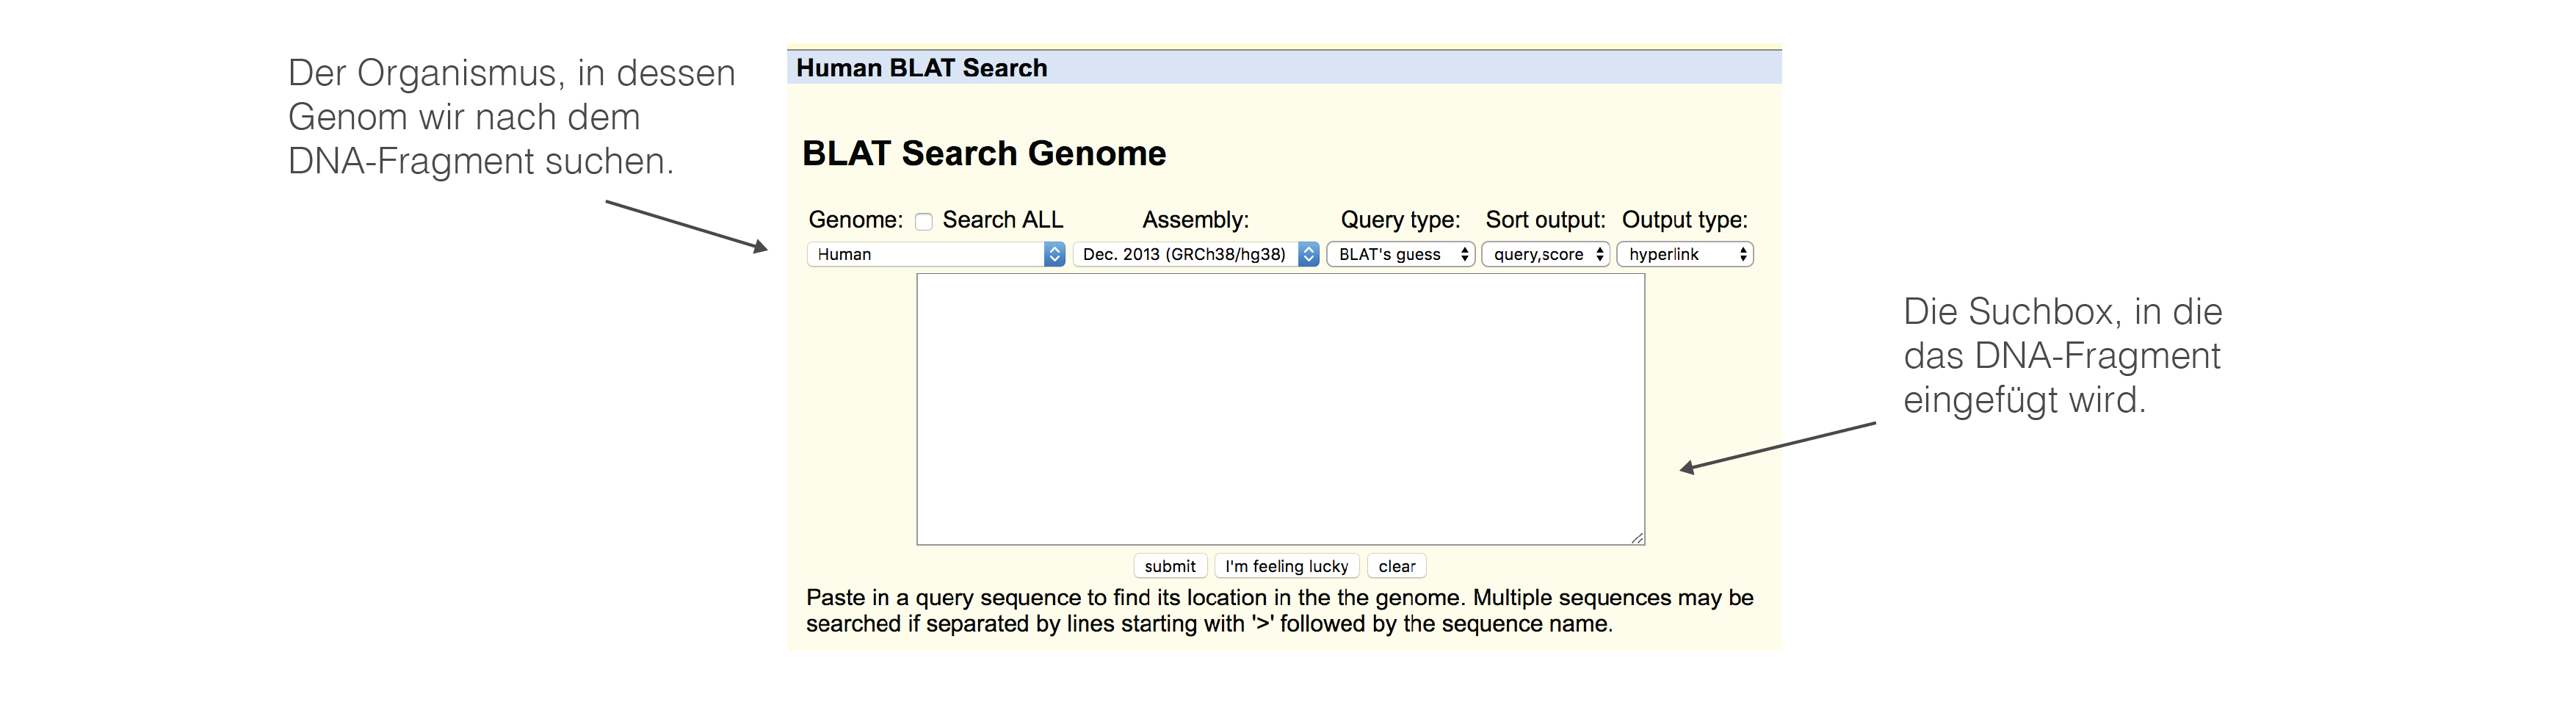 Der Organismus, in dessen
Genom wir nach dem
DNA-Fragment suchen.
Human BLAT Search
BLAT Search Genome
Genome: Search ALL Assembly: Query type: Sort output: Output type:
Human Dec. 2013 (GRCh38/hg38) BLAT's guess query,score hyperlink
Die Suchbox, in die
das DNA-Fragment
eingefügt wird.
submit I'm feeling lucky clear
Paste in a query sequence to find its location in the the genome. Multiple sequences may be
searched if separated by lines starting with '>' followed by the sequence name.